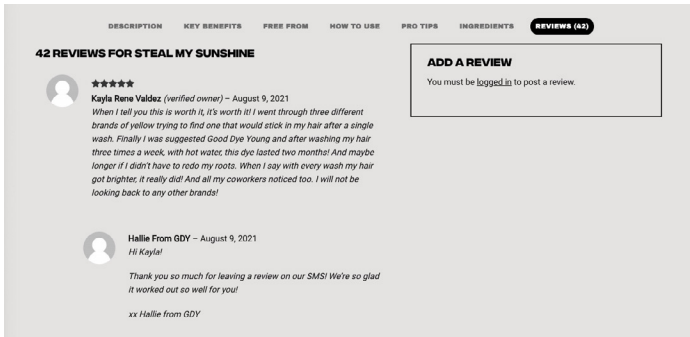 DESCRIPTION KEY BENEFITS FREE FROM HOW TO USE PRO TIPS INGREDIENTS REVIEWS (42)
42 REVIEWS FOR STEAL MY SUNSHINE
★★★★★
Kayla Rene Valdez (verified owner) – August 9, 2021
When I tell you this is worth it, it's worth it! I went through three different
brands of yellow trying to find one that would stick in my hair after a single
wash. Finally I was suggested Good Dye Young and after washing my hair
three times a week, with hot water, this dye lasted two months! And maybe
longer if I didn't have to redo my roots. When I say with every wash my hair
got brighter, it really did! And all my coworkers noticed too. I will not be
looking back to any other brands!
Hallie From GDY – August 9, 2021
Hi Kayla!
Thank you so much for leaving a review on our SMS! We're so glad
it worked out so well for you!
xx Hallie from GDY
ADD A REVIEW
You must be logged in to post a review.